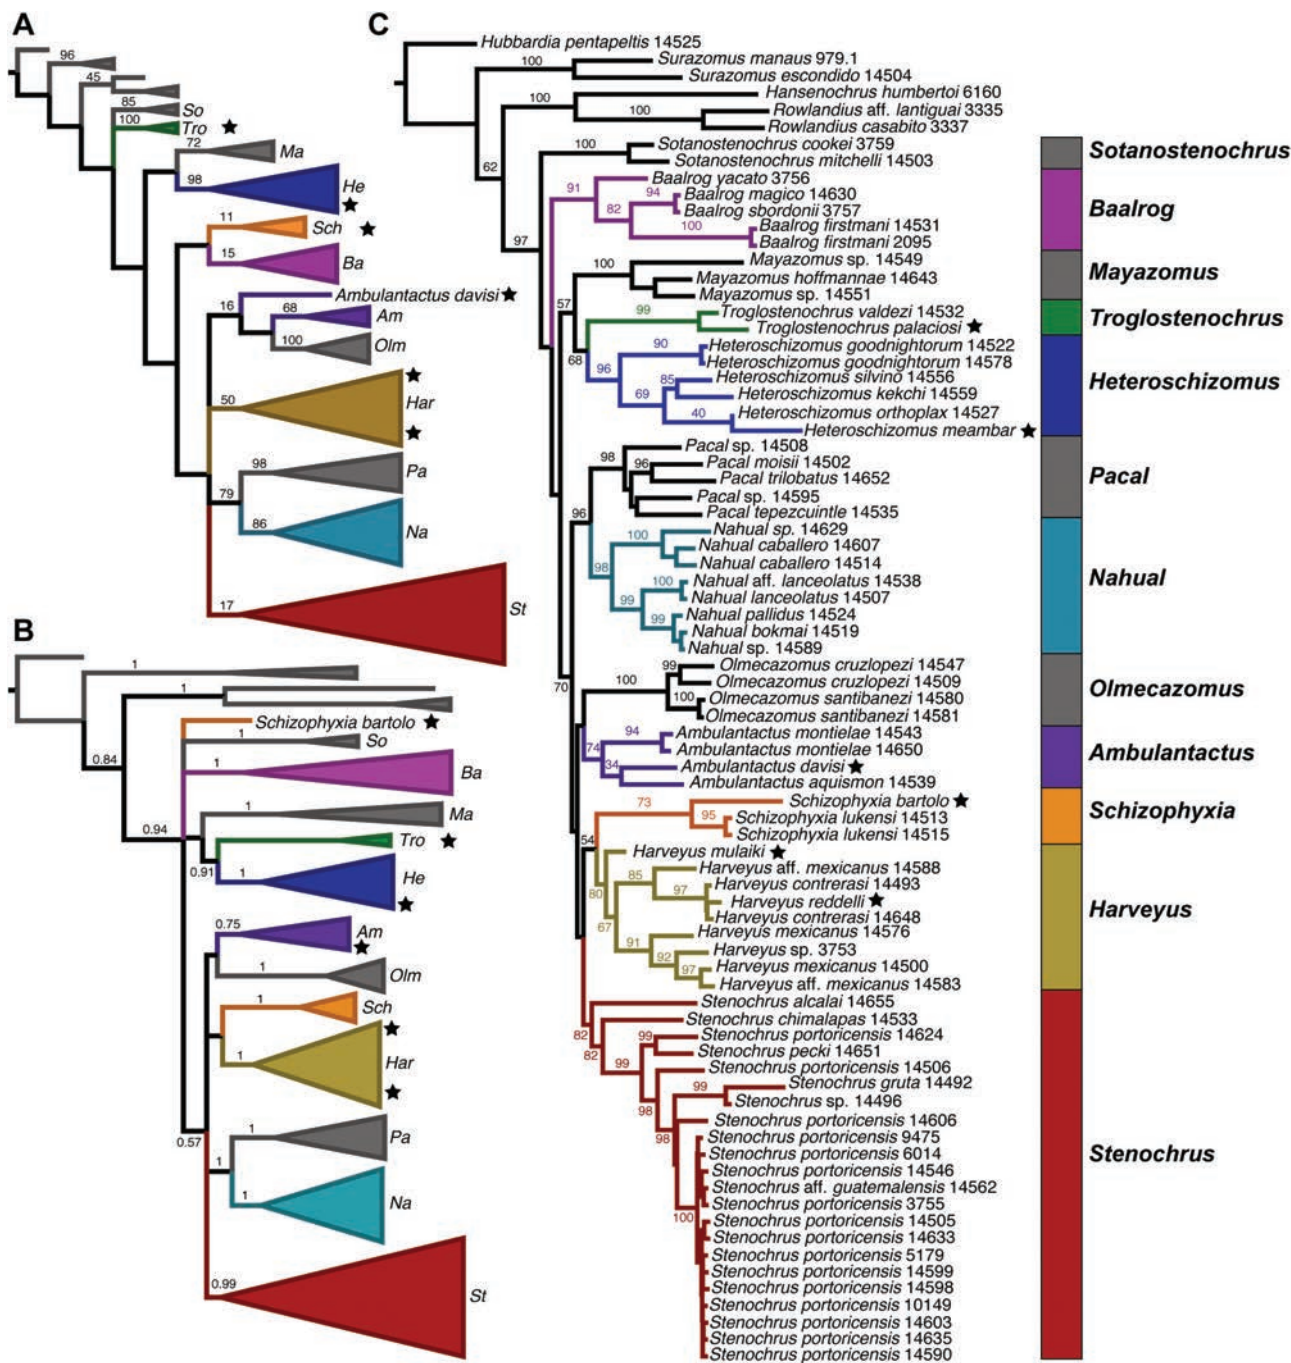 A
96
45
85
So
100
Tro
72
Ma
98
He
11
Sch
15
Ba
Ambulantactus davisi
16
68
Am
100
Olm
50
Har
98
Pa
79
86
Na
17
St
B
1
1
Schizophyxia bartolo
1
So
0.84
1
Ba
1
Ma
0.94
Tro
0.91
1
He
0.75
Am
1
Olm
1
Sch
1
Har
1
Pa
0.57
1
1
Na
0.99
St
C
Hubbardia pentapeltis 14525
100
Surazomus manaus 979.1
Surazomus escondido 14504
100
Hansenochrus humbertoi 6160
100
Rowlandius aff. lantiguai 3335
Rowlandius casabito 3337
62
100
Sotanostenochrus cookei 3759
Sotanostenochrus mitchelli 14503
97
91
Baalrog yacato 3756
94
Baalrog magico 14630
82
Baalrog sbordonii 3757
100
Baalrog firstmani 14531
Baalrog firstmani 2095
100
Mayazomus sp. 14549
Mayazomus hoffmannae 14643
Mayazomus sp. 14551
57
99
Troglostenochrus valdezi 14532
Troglostenochrus palaciosi
68
90
Heteroschizomus goodnightorum 14522
Heteroschizomus goodnightorum 14578
96
85
Heteroschizomus silvino 14556
69
Heteroschizomus kekchi 14559
40
Heteroschizomus orthoplax 14527
Heteroschizomus meambar
98
Pacal sp. 14508
96
Pacal moisii 14502
Pacal trilobatus 14652
Pacal sp. 14595
Pacal tepezcuintle 14535
96
100
Nahual sp. 14629
Nahual caballero 14607
Nahual caballero 14514
98
100
Nahual aff. lanceolatus 14538
Nahual lanceolatus 14507
99
99
Nahual pallidus 14524
Nahual bokmai 14519
Nahual sp. 14589
70
100
99
Olmecazomus cruzlopezi 14547
Olmecazomus cruzlopezi 14509
100
Olmecazomus santibanezi 14580
Olmecazomus santibanezi 14581
94
Ambulantactus montielae 14543
Ambulantactus montielae 14650
74
34
Ambulantactus davisi
Ambulantactus aquismon 14539
73
Schizophyxia bartolo
95
Schizophyxia lukensi 14513
Schizophyxia lukensi 14515
54
Harveyus mulaiki
80
85
Harveyus aff. mexicanus 14588
97
Harveyus contrerasi 14493
Harveyus reddelli
Harveyus contrerasi 14648
67
91
Harveyus mexicanus 14576
92
Harveyus sp. 3753
97
Harveyus mexicanus 14500
Harveyus aff. mexicanus 14583
Stenochrus alcalai 14655
82
Stenochrus chimalapas 14533
82
99
Stenochrus portoricensis 14624
Stenochrus pecki 14651
99
Stenochrus portoricensis 14506
98
99
Stenochrus gruta 14492
Stenochrus sp. 14496
98
Stenochrus portoricensis 14606
Stenochrus portoricensis 9475
Stenochrus portoricensis 6014
Stenochrus portoricensis 14546
Stenochrus aff. guatemalensis 14562
Stenochrus portoricensis 3755
100
Stenochrus portoricensis 14505
Stenochrus portoricensis 14633
Stenochrus portoricensis 5179
Stenochrus portoricensis 14599
Stenochrus portoricensis 14598
Stenochrus portoricensis 10149
Stenochrus portoricensis 14603
Stenochrus portoricensis 14635
Stenochrus portoricensis 14590
Sotanostenochrus
Baalrog
Mayazomus
Troglostenochrus
Heteroschizomus
Pacal
Nahual
Olmecazomus
Ambulantactus
Schizophyxia
Harveyus
Stenochrus